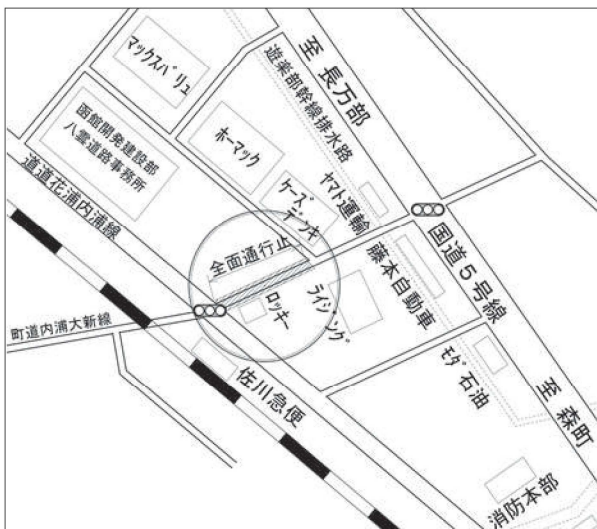 マックスバリュ
至 長万部
遊楽部幹線排水路
函館開発建設部
八雲道路事務所
ホーマック
ケーズ
デンキ
ヤマト運輸
道道花浦内浦線
全面通行止
国道5号線
藤本自動車
ロッキー
ライジング
町道内浦大新線
モダ石油
佐川急便
至 森町
消防本部